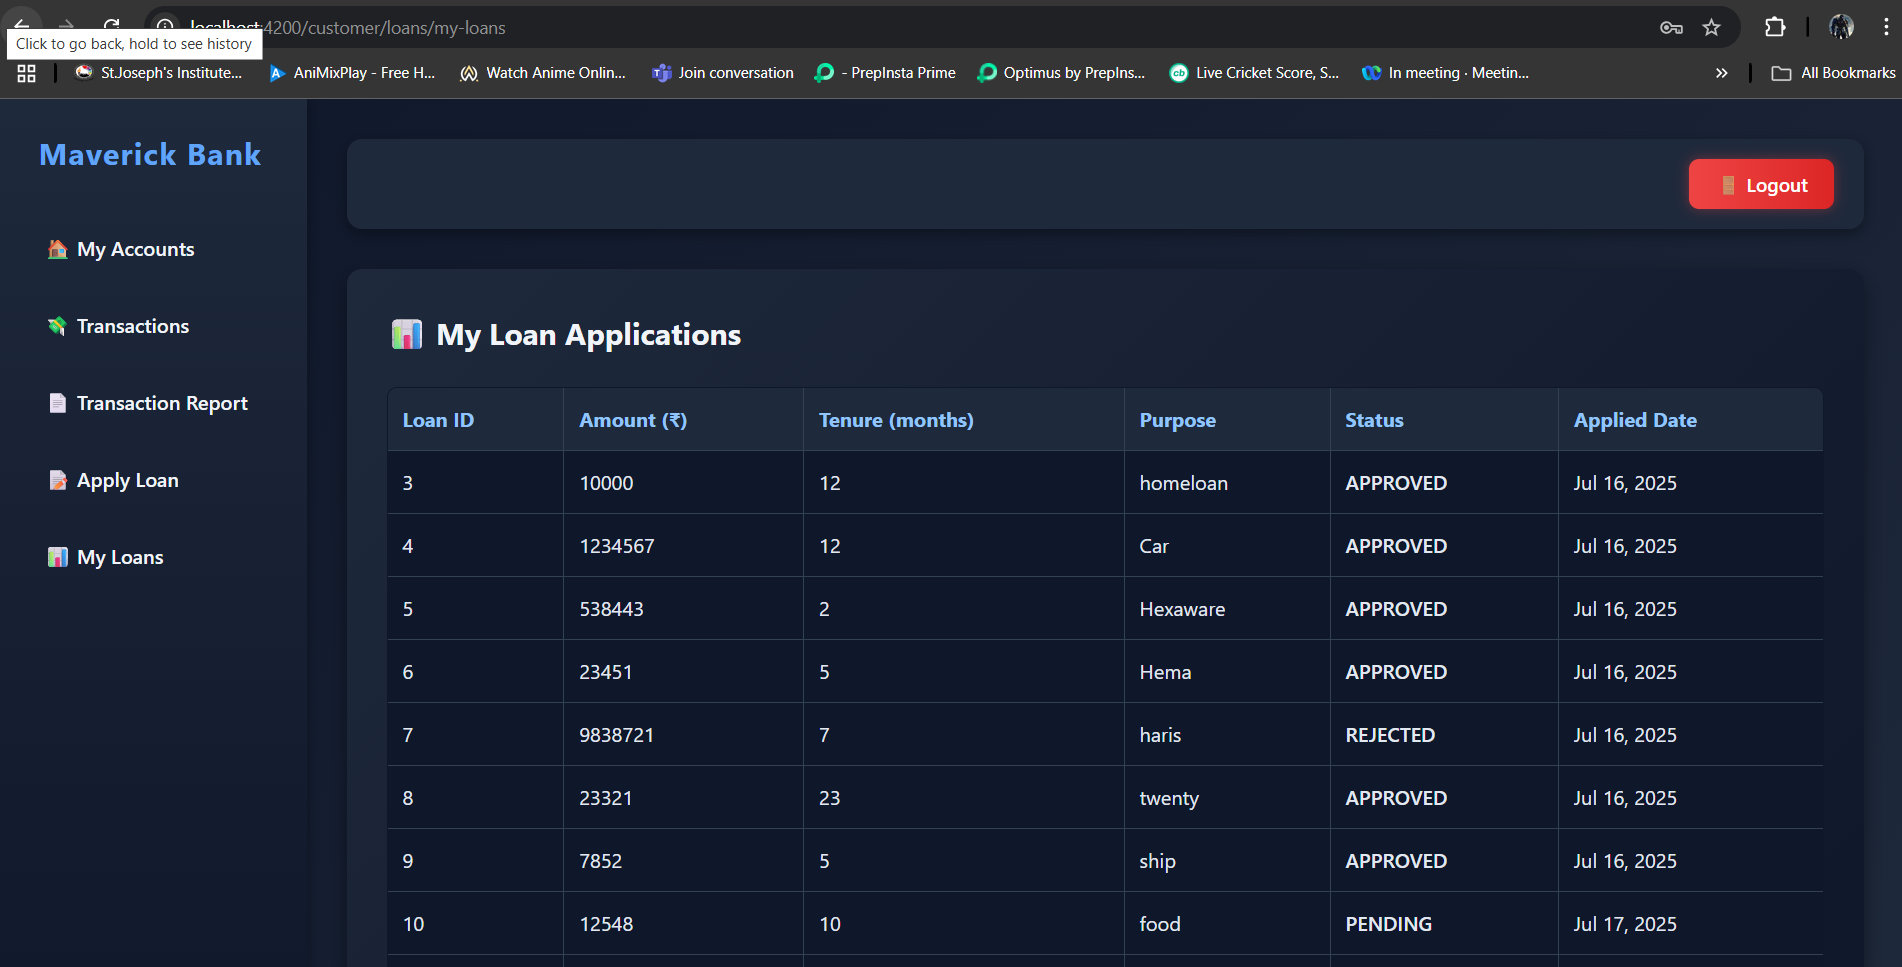 localhost:4200/customer/loans/my-loans
Click to go back, hold to see history
St.Joseph's Institute... AniMixPlay - Free H... Watch Anime Onlin... Join conversation - PrepInsta Prime Optimus by PrepIns... Live Cricket Score, S... In meeting · Meetin... » All Bookmarks
Maverick Bank
Logout
My Accounts
Transactions
Transaction Report
Apply Loan
My Loans
My Loan Applications
Loan ID Amount (₹) Tenure (months) Purpose Status Applied Date
3 10000 12 homeloan APPROVED Jul 16, 2025
4 1234567 12 Car APPROVED Jul 16, 2025
5 538443 2 Hexaware APPROVED Jul 16, 2025
6 23451 5 Hema APPROVED Jul 16, 2025
7 9838721 7 haris REJECTED Jul 16, 2025
8 23321 23 twenty APPROVED Jul 16, 2025
9 7852 5 ship APPROVED Jul 16, 2025
10 12548 10 food PENDING Jul 17, 2025